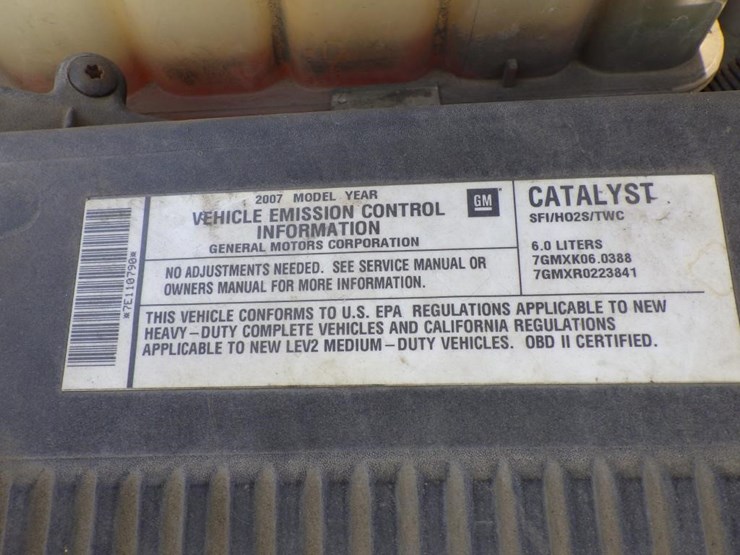 *7E110790*
2007 MODEL YEAR
VEHICLE EMISSION CONTROL
INFORMATION
GENERAL MOTORS CORPORATION
GM
NO ADJUSTMENTS NEEDED. SEE SERVICE MANUAL OR
OWNERS MANUAL FOR MORE INFORMATION.
CATALYST
SFI/HO2S/TWC
6.0 LITERS
7GMXK06.0388
7GMXR0223841
THIS VEHICLE CONFORMS TO U.S. EPA REGULATIONS APPLICABLE TO NEW
HEAVY-DUTY COMPLETE VEHICLES AND CALIFORNIA REGULATIONS
APPLICABLE TO NEW LEV2 MEDIUM-DUTY VEHICLES. OBD II CERTIFIED.